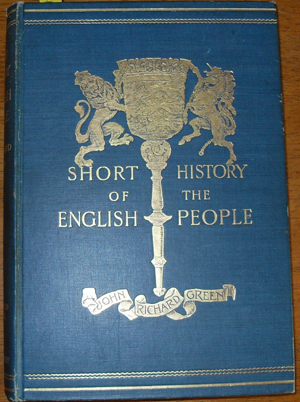 SHORT HISTORY
OF THE
ENGLISH PEOPLE
JOHN RICHARD GREEN